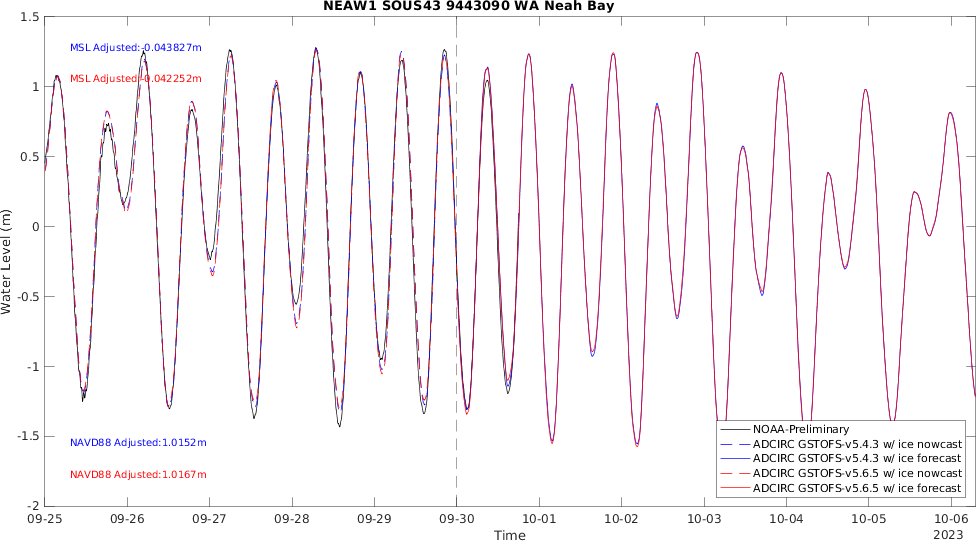 NEAW1 SOUS43 9443090 WA Neah Bay
1.5
1
0.5
0
-0.5
-1
-1.5
-2
Water Level (m)
MSL Adjusted:-0.043827m
MSL Adjusted:-0.042252m
NAVD88 Adjusted:1.0152m
NAVD88 Adjusted:1.0167m
NOAA-Preliminary
ADCIRC GSTOFS-v5.4.3 w/ ice nowcast
ADCIRC GSTOFS-v5.4.3 w/ ice forecast
ADCIRC GSTOFS-v5.6.5 w/ ice nowcast
ADCIRC GSTOFS-v5.6.5 w/ ice forecast
09-25 09-26 09-27 09-28 09-29 09-30 10-01 10-02 10-03 10-04 10-05 10-06
2023
Time